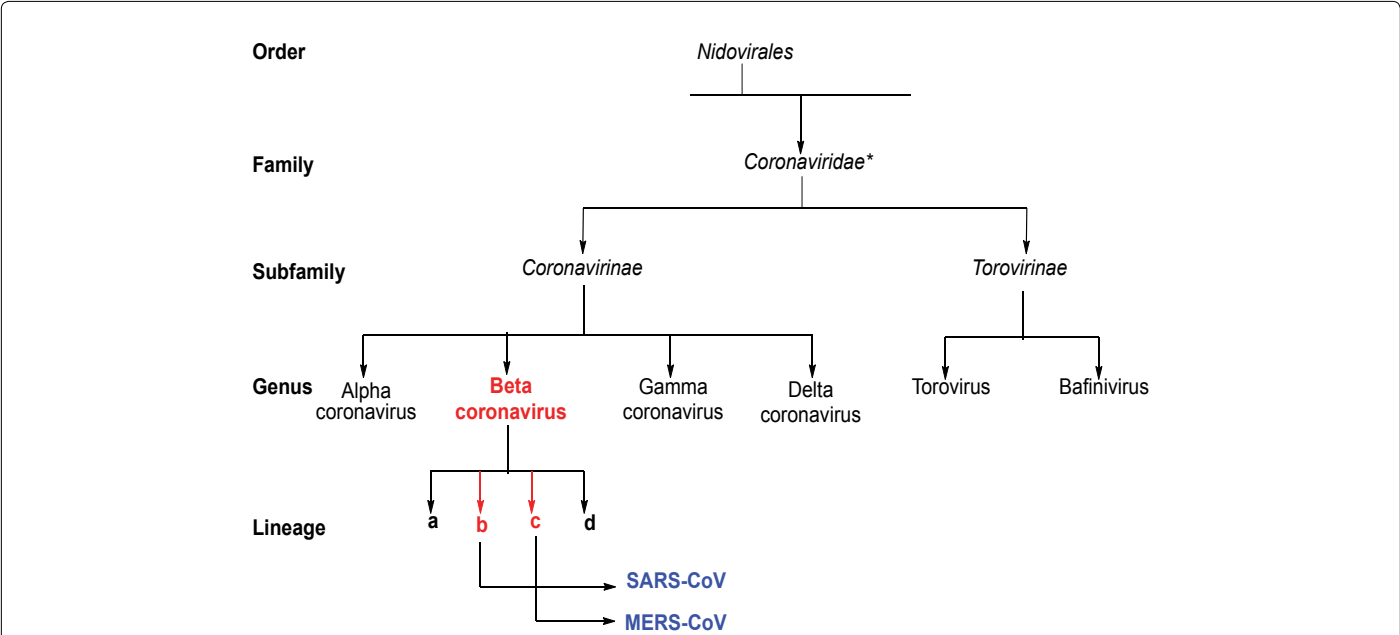 Order
Nidovirales
Family
Coronaviridae*
Subfamily
Coronavirinae
Torovirinae
Genus
Alpha
coronavirus
Beta
coronavirus
Gamma
coronavirus
Delta
coronavirus
Torovirus
Bafinivirus
Lineage
a
b
c
d
SARS-CoV
MERS-CoV